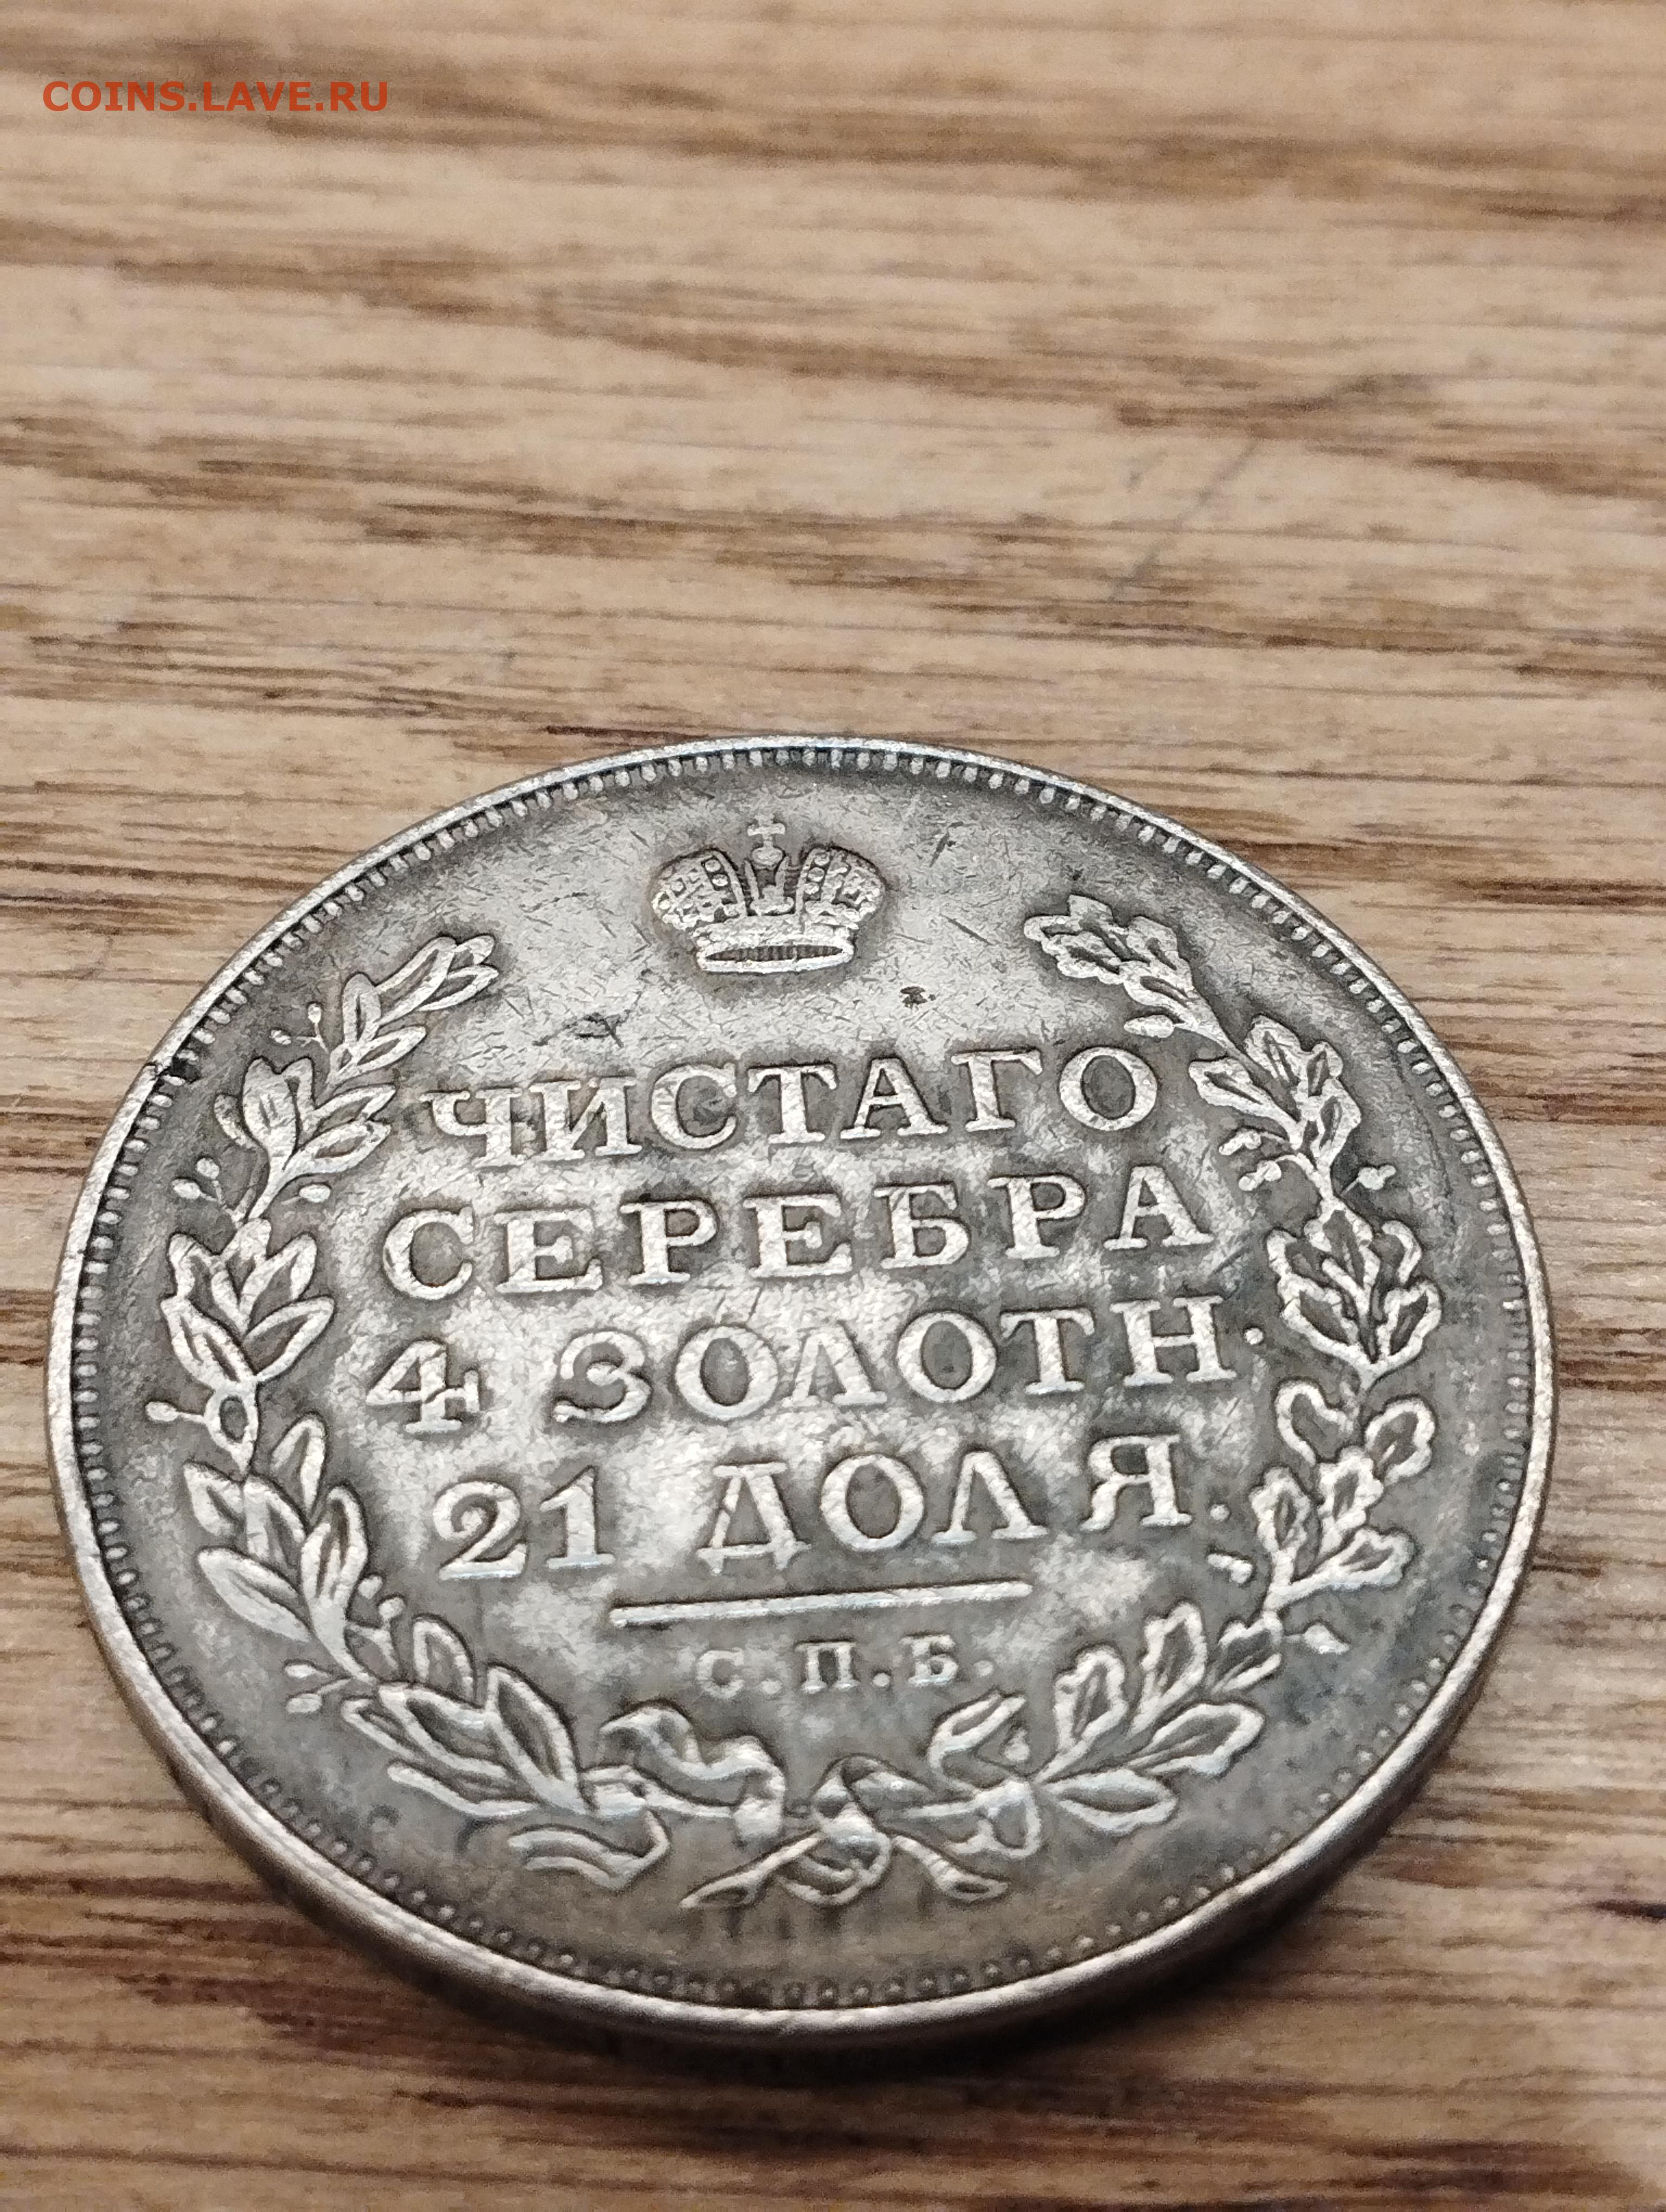 COINS.LAVE.RU
ЧИСТАГО
СЕРЕБРА
4 ЗОЛОТН.
21 ДОЛЯ.
С.П.Б.